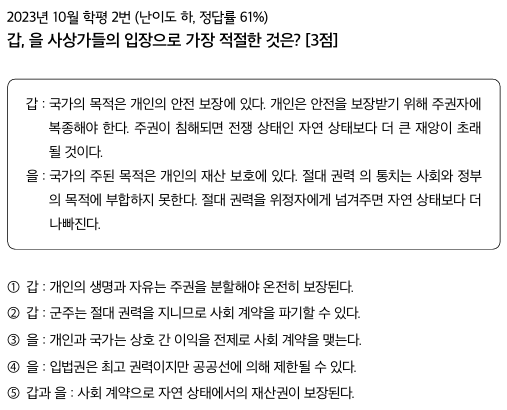 2023년 10월 학평 2번 (난이도 하, 정답률 61%)
갑, 을 사상가들의 입장으로 가장 적절한 것은? [3점]
갑 : 국가의 목적은 개인의 안전 보장에 있다. 개인은 안전을 보장받기 위해 주권자에
복종해야 한다. 주권이 침해되면 전쟁 상태인 자연 상태보다 더 큰 재앙이 초래
될 것이다.
을 : 국가의 주된 목적은 개인의 재산 보호에 있다. 절대 권력 의 통치는 사회와 정부
의 목적에 부합하지 못한다. 절대 권력을 위정자에게 넘겨주면 자연 상태보다 더
나빠진다.
① 갑 : 개인의 생명과 자유는 주권을 분할해야 온전히 보장된다.
② 갑 : 군주는 절대 권력을 지니므로 사회 계약을 파기할 수 있다.
③ 을 : 개인과 국가는 상호 간 이익을 전제로 사회 계약을 맺는다.
④ 을 : 입법권은 최고 권력이지만 공공선에 의해 제한될 수 있다.
⑤ 갑과 을 : 사회 계약으로 자연 상태에서의 재산권이 보장된다.